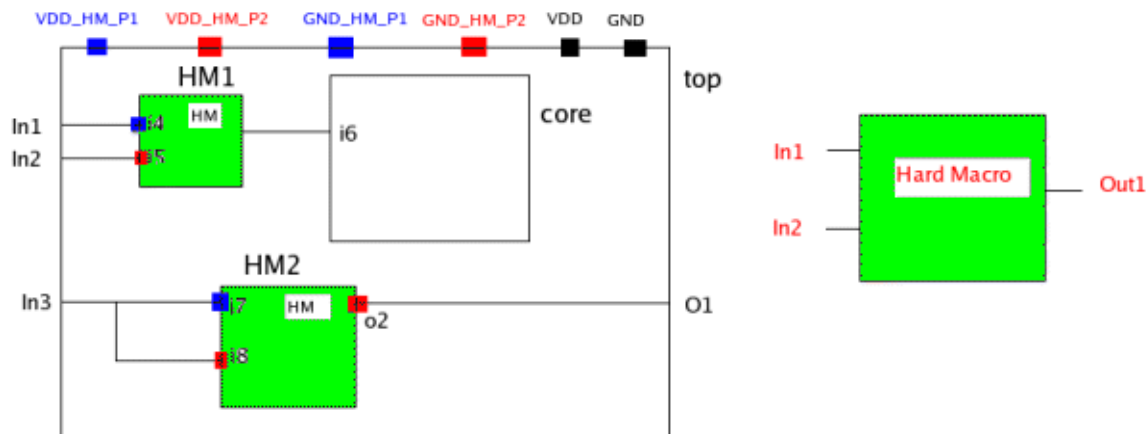 VDD_HM_P1 VDD_HM_P2 GND_HM_P1 GND_HM_P2 VDD GND
HM1
top
HM
i4
In1
core
i6
In2
i5
In1
Hard Macro
Out1
In2
HM2
In3
i7
HM
o2
O1
i8